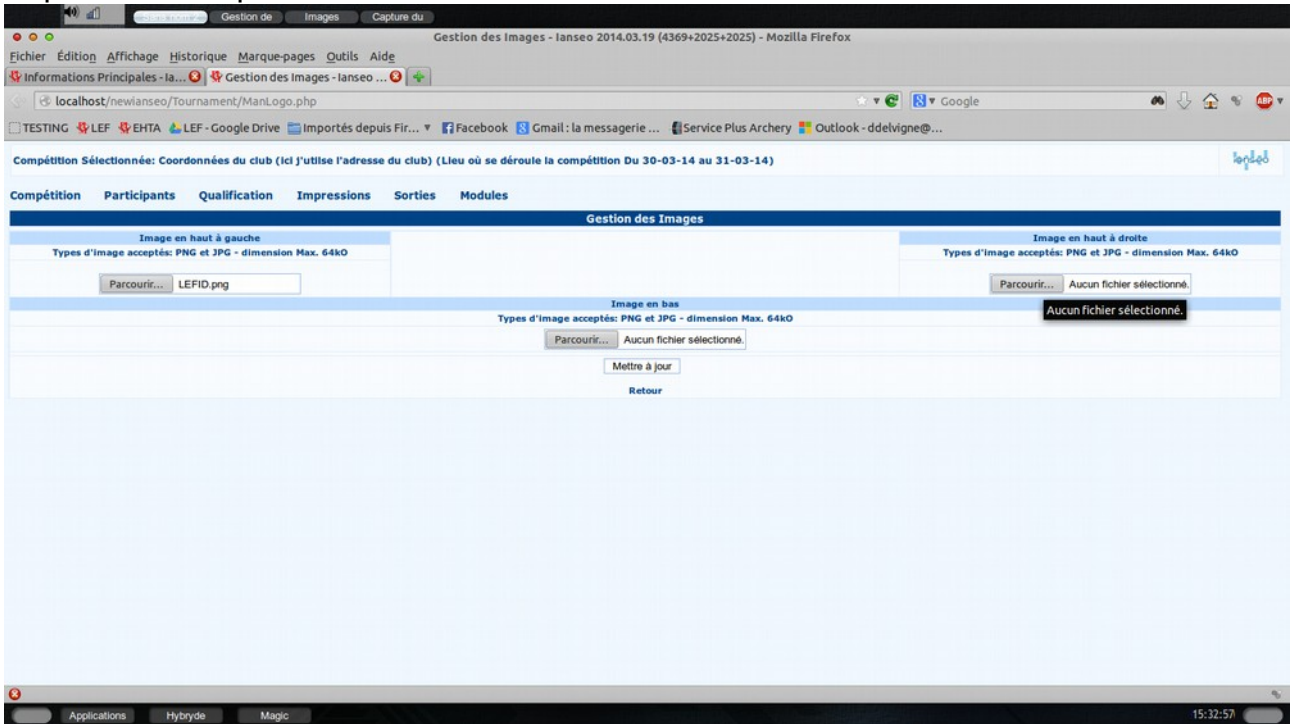 Gestion de Images Capture du
Gestion des Images - Ianseo 2014.03.19 (4369+2025+2025) - Mozilla Firefox
Fichier Édition Affichage Historique Marque-pages Outils Aide
Informations Principales - Ia... Gestion des Images - Ianseo ...
localhost/newianseo/Tournament/ManLogo.php Google ABP
TESTING LEF EHTA LEF - Google Drive Importés depuis Fir... Facebook Gmail : la messagerie ... Service Plus Archery Outlook - ddelvigne@...
Compétition Sélectionnée: Coordonnées du club (ici j'utilse l'adresse du club) (Lieu où se déroule la compétition Du 30-03-14 au 31-03-14) ianseo
Compétition Participants Qualification Impressions Sorties Modules
Gestion des Images
Image en haut à gauche Image en haut à droite
Types d'image acceptés: PNG et JPG - dimension Max. 64kO Types d'image acceptés: PNG et JPG - dimension Max. 64kO
Parcourir... LEFID.png Parcourir... Aucun fichier sélectionné.
Image en bas
Aucun fichier sélectionné.
Types d'image acceptés: PNG et JPG - dimension Max. 64kO
Parcourir... Aucun fichier sélectionné.
Mettre à jour
Retour
Applications Hybryde Magic 15:32:57